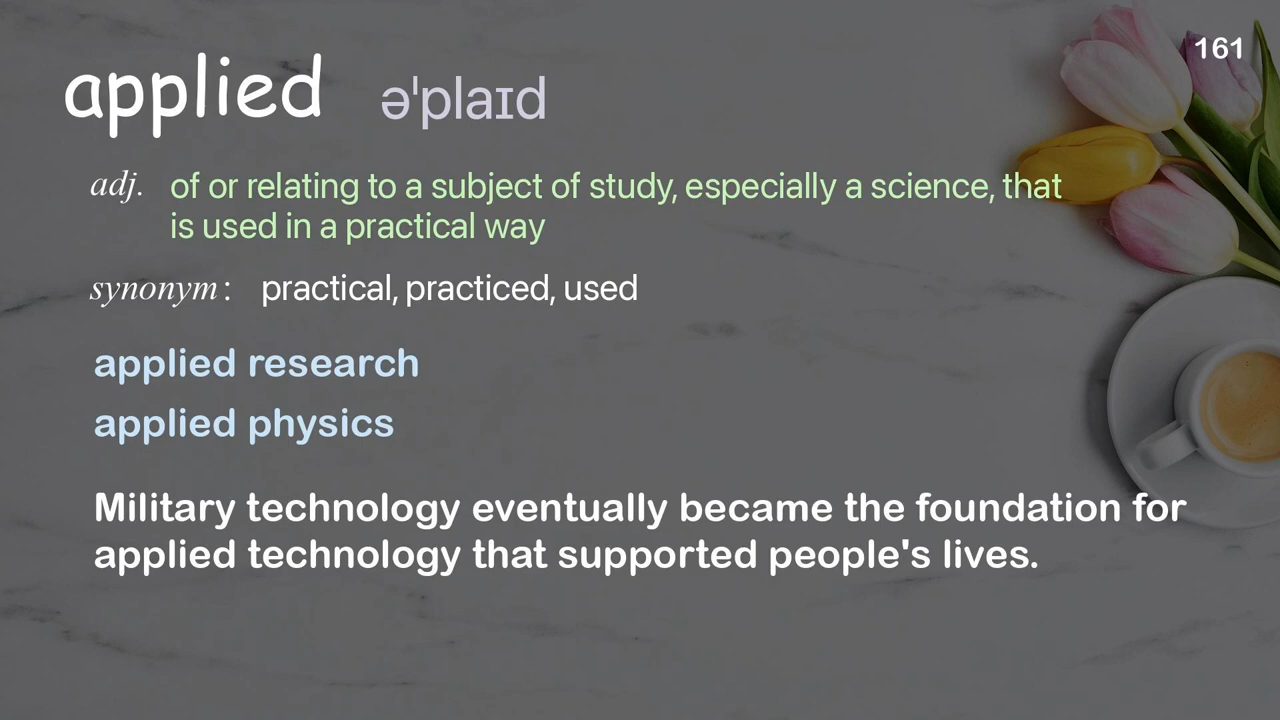 161
applied əˈplaɪd
adj. of or relating to a subject of study, especially a science, that
is used in a practical way
synonym : practical, practiced, used
applied research
applied physics
Military technology eventually became the foundation for
applied technology that supported people's lives.